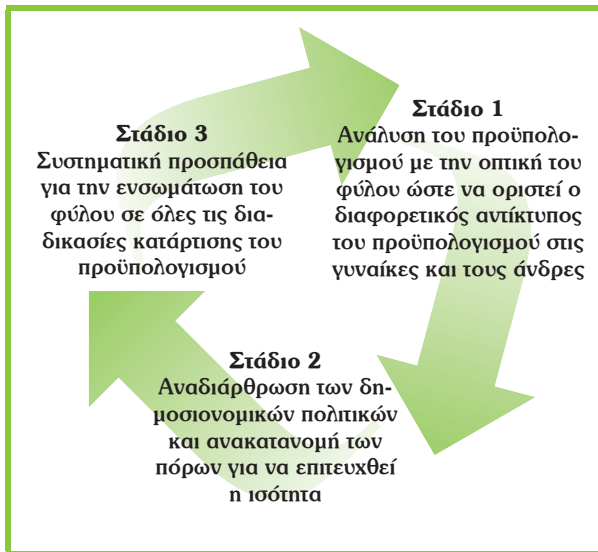 Στάδιο 1
Ανάλυση του προϋπολο-
γισμού με την οπτική του
φύλου ώστε να οριστεί ο
διαφορετικός αντίκτυπος
του προϋπολογισμού στις
γυναίκες και τους άνδρες
Στάδιο 2
Αναδιάρθρωση των δη-
μοσιονομικών πολιτικών
και ανακατανομή των
πόρων για να επιτευχθεί
η ισότητα
Στάδιο 3
Συστηματική προσπάθεια
για την ενσωμάτωση του
φύλου σε όλες τις δια-
δικασίες κατάρτισης του
προϋπολογισμού